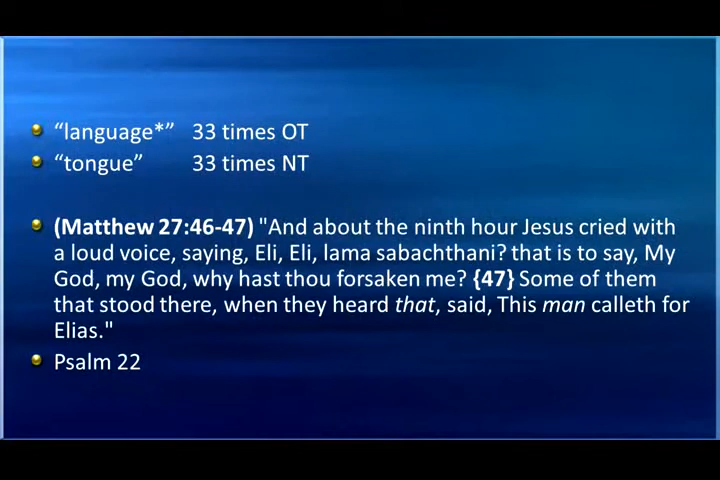 “language*” 33 times OT
“tongue” 33 times NT
(Matthew 27:46-47) "And about the ninth hour Jesus cried with
a loud voice, saying, Eli, Eli, lama sabachthani? that is to say, My
God, my God, why hast thou forsaken me? {47} Some of them
that stood there, when they heard that, said, This man calleth for
Elias."
Psalm 22